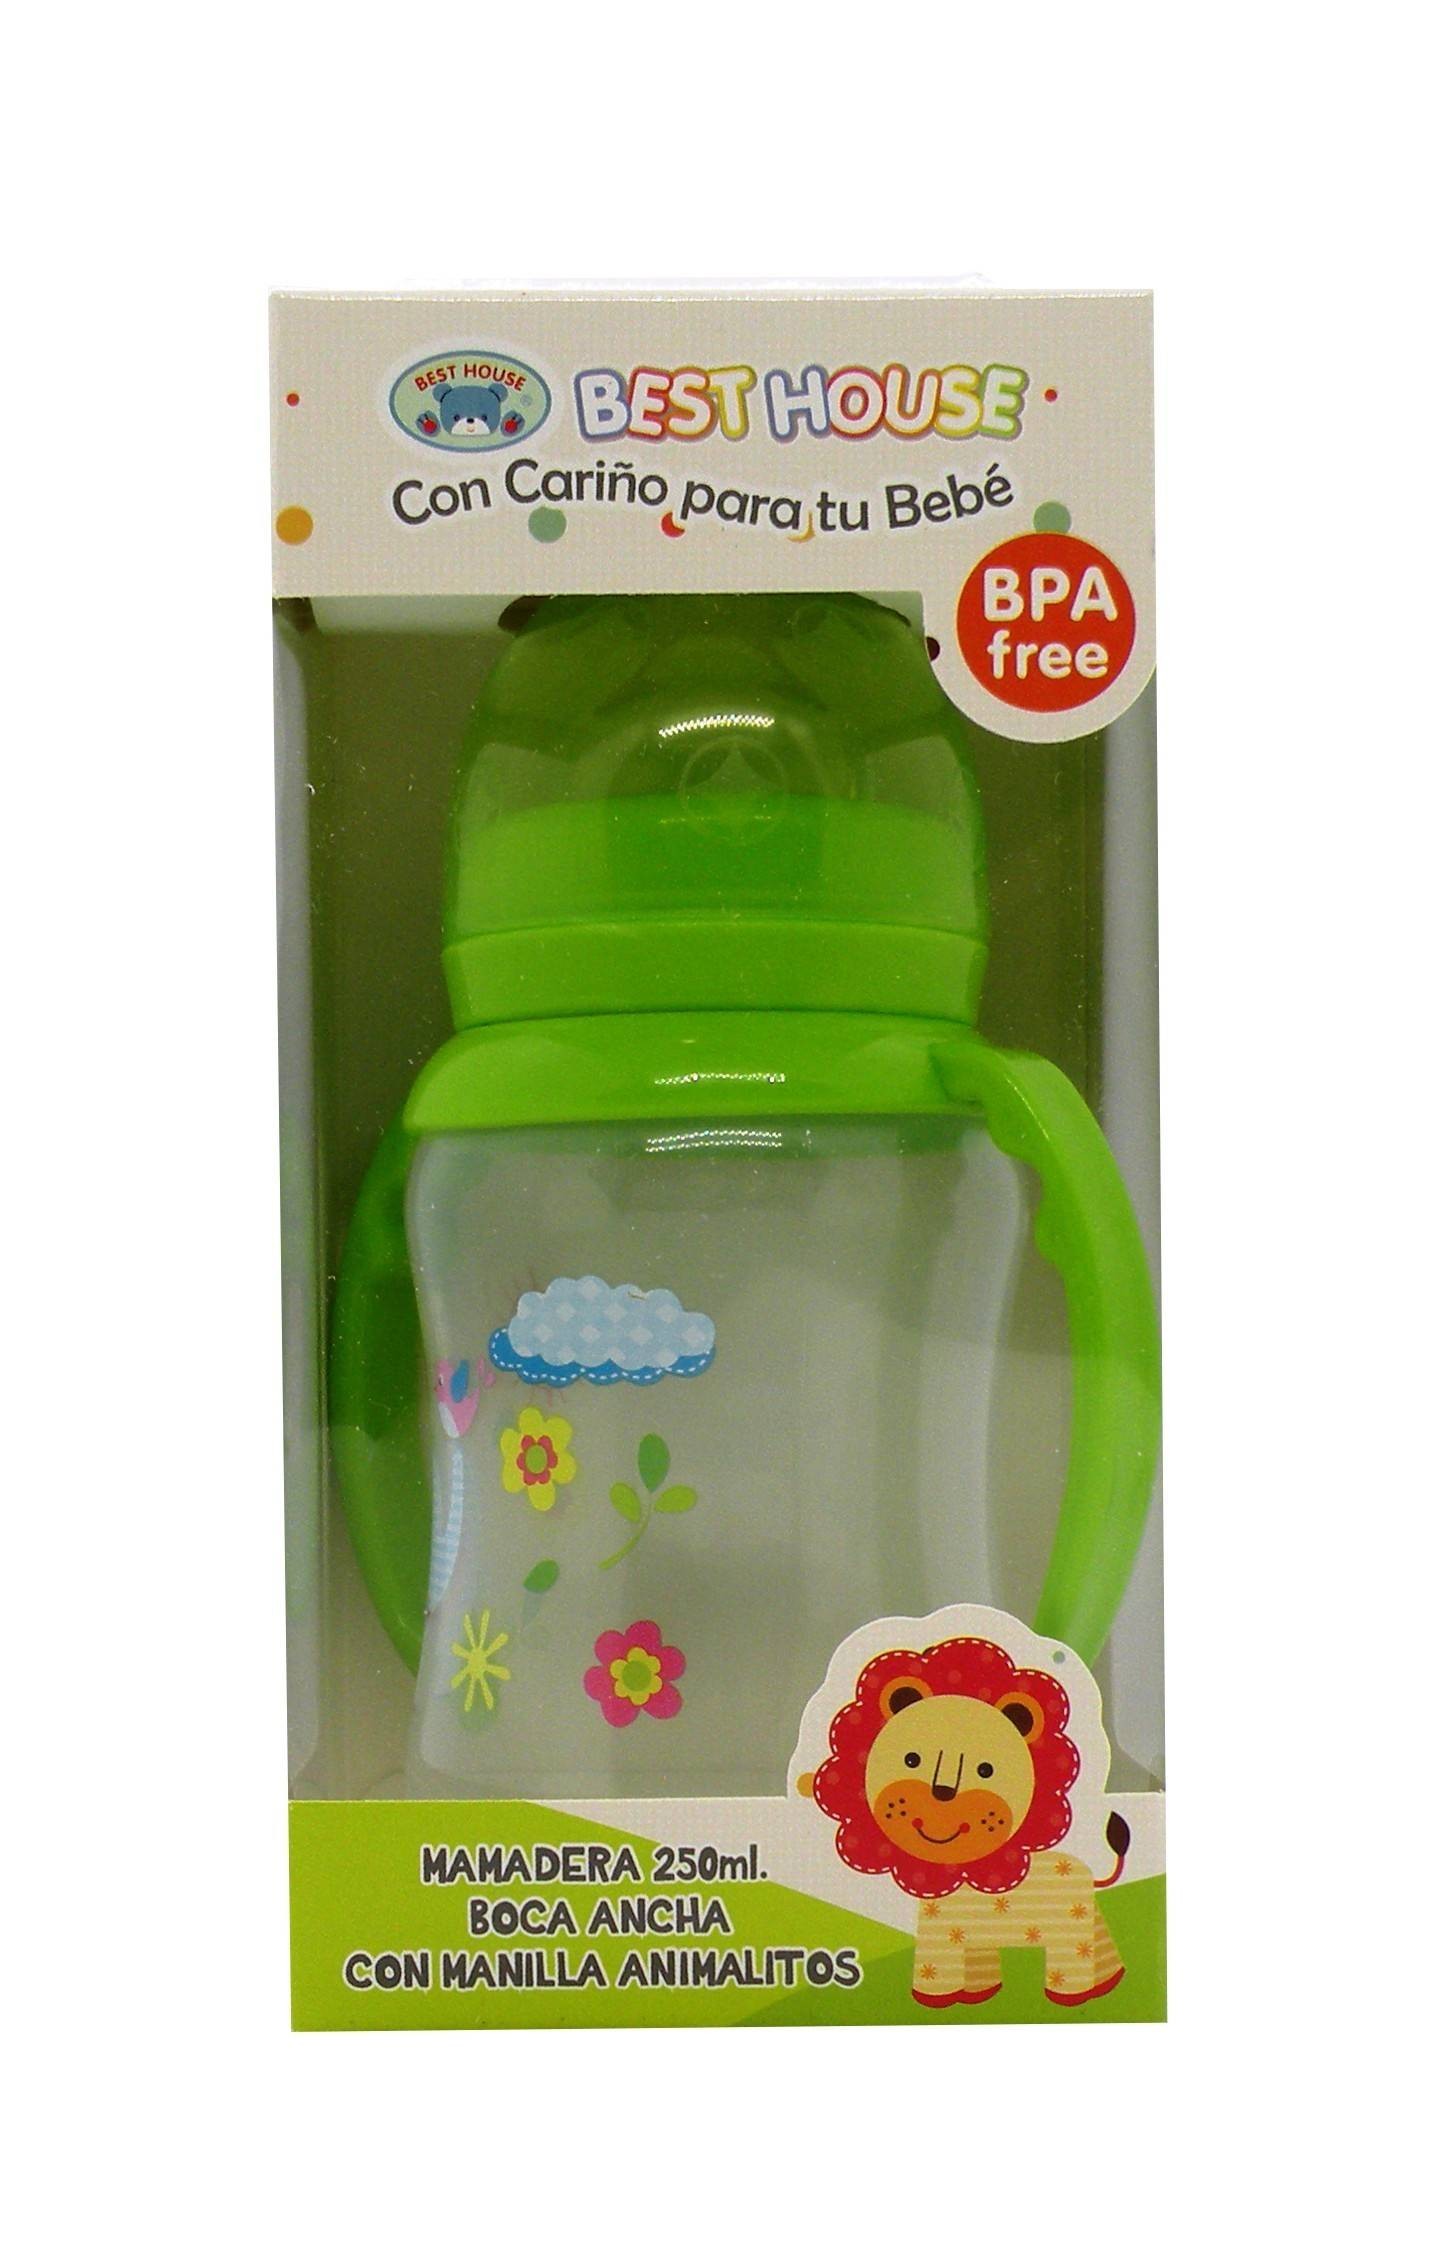 BEST HOUSE
®
BEST HOUSE
Con Cariño para tu Bebé
BPA
free
MAMADERA 250ml.
BOCA ANCHA
CON MANILLA ANIMALITOS